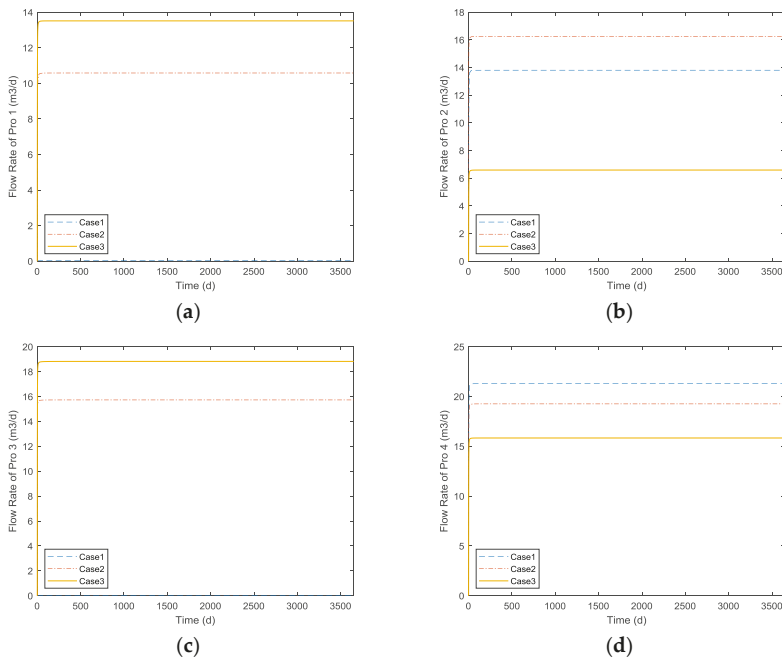 14
12
10
8
6
4
2
0
Flow Rate of Pro 1 (m3/d)
Case1
Case2
Case3
0 500 1000 1500 2000 2500 3000 3500
Time (d)
(a)
18
16
14
12
10
8
6
4
2
0
Flow Rate of Pro 2 (m3/d)
Case1
Case2
Case3
0 500 1000 1500 2000 2500 3000 3500
Time (d)
(b)
20
18
16
14
12
10
8
6
4
2
0
Flow Rate of Pro 3 (m3/d)
Case1
Case2
Case3
0 500 1000 1500 2000 2500 3000 3500
Time (d)
(c)
25
20
15
10
5
0
Flow Rate of Pro 4 (m3/d)
Case1
Case2
Case3
0 500 1000 1500 2000 2500 3000 3500
Time (d)
(d)